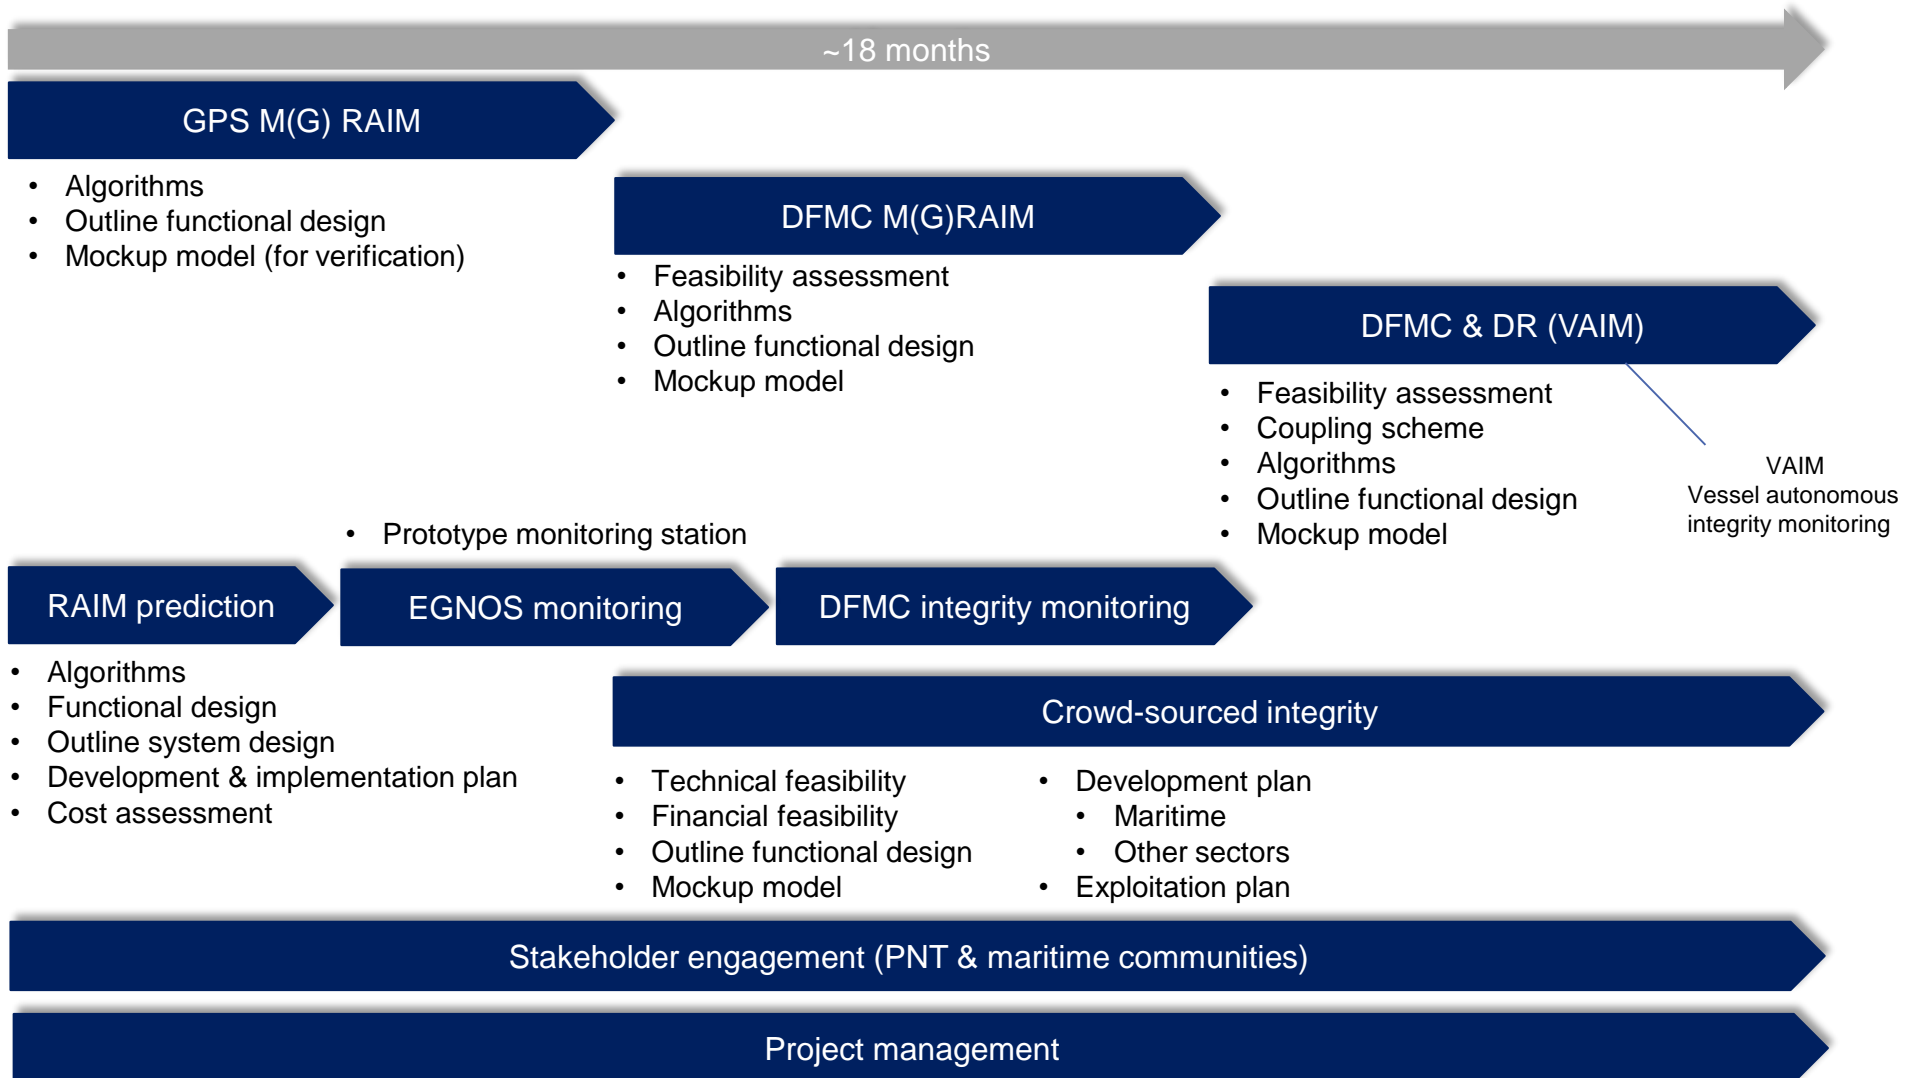 ~18 months
GPS M(G) RAIM
• Algorithms
• Outline functional design
• Mockup model (for verification)
DFMC M(G)RAIM
• Feasibility assessment
• Algorithms
• Outline functional design
• Mockup model
DFMC & DR (VAIM)
• Feasibility assessment
• Coupling scheme
• Algorithms
• Outline functional design
• Mockup model
VAIM
Vessel autonomous
integrity monitoring
• Prototype monitoring station
RAIM prediction
EGNOS monitoring
DFMC integrity monitoring
• Algorithms
• Functional design
• Outline system design
• Development & implementation plan
• Cost assessment
Crowd-sourced integrity
• Technical feasibility
• Financial feasibility
• Outline functional design
• Mockup model
• Development plan
• Maritime
• Other sectors
• Exploitation plan
Stakeholder engagement (PNT & maritime communities)
Project management